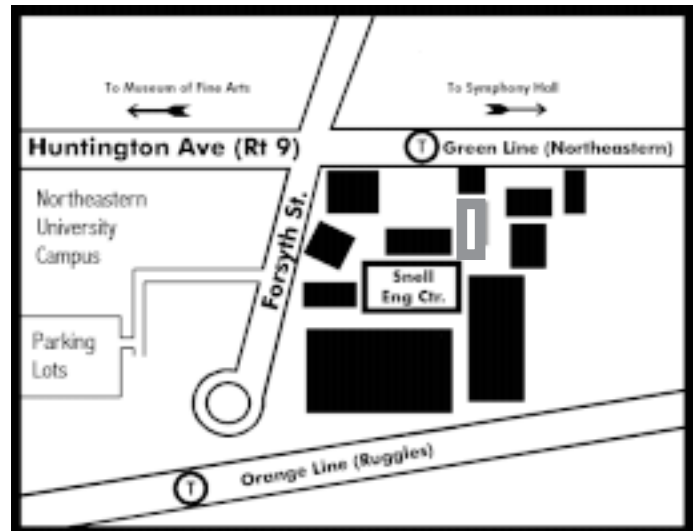 To Museum of Fine Arts
To Symphony Hall
Huntington Ave (Rt 9)
T
Green Line (Northeastern)
Northeastern
University
Campus
Forsyth St.
Snell
Eng Ctr.
Parking
Lots
Orange Line (Ruggies)
T